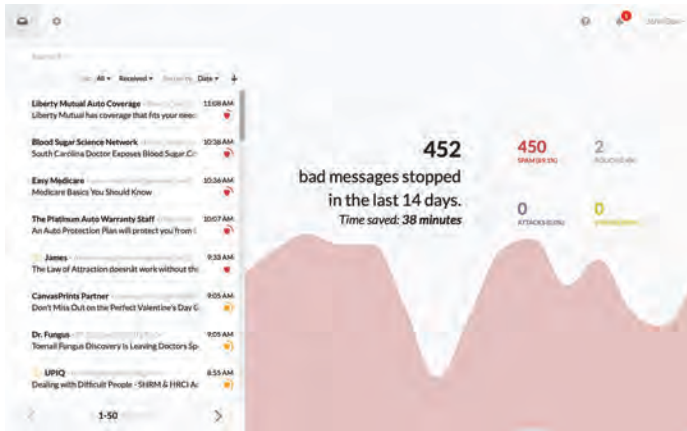 1
All Received Date
Liberty Mutual Auto Coverage 11:08 AM
Liberty Mutual has coverage that fits your need
Blood Sugar Science Network 10:38 AM
South Carolina Doctor Exposes Blood Sugar
Easy Medicare 10:36 AM
Medicare Basics You Should Know
The Platinum Auto Warranty Staff 10:07 AM
An Auto Protection Plan will protect you from
James 9:33 AM
The Law of Attraction doesnât work without the
CanvasPrints Partner 9:05 AM
Don't Miss Out on the Perfect Valentine's Day
Dr. Fungus 9:05 AM
Toenail Fungus Discovery Is Leaving Doctors Sp
UPIQ 8:55 AM
Dealing with Difficult People - SHRM & HRCI
1-50
452
bad messages stopped
in the last 14 days.
Time saved: 38 minutes
450
SPAM
2
0
ATTACKS
0